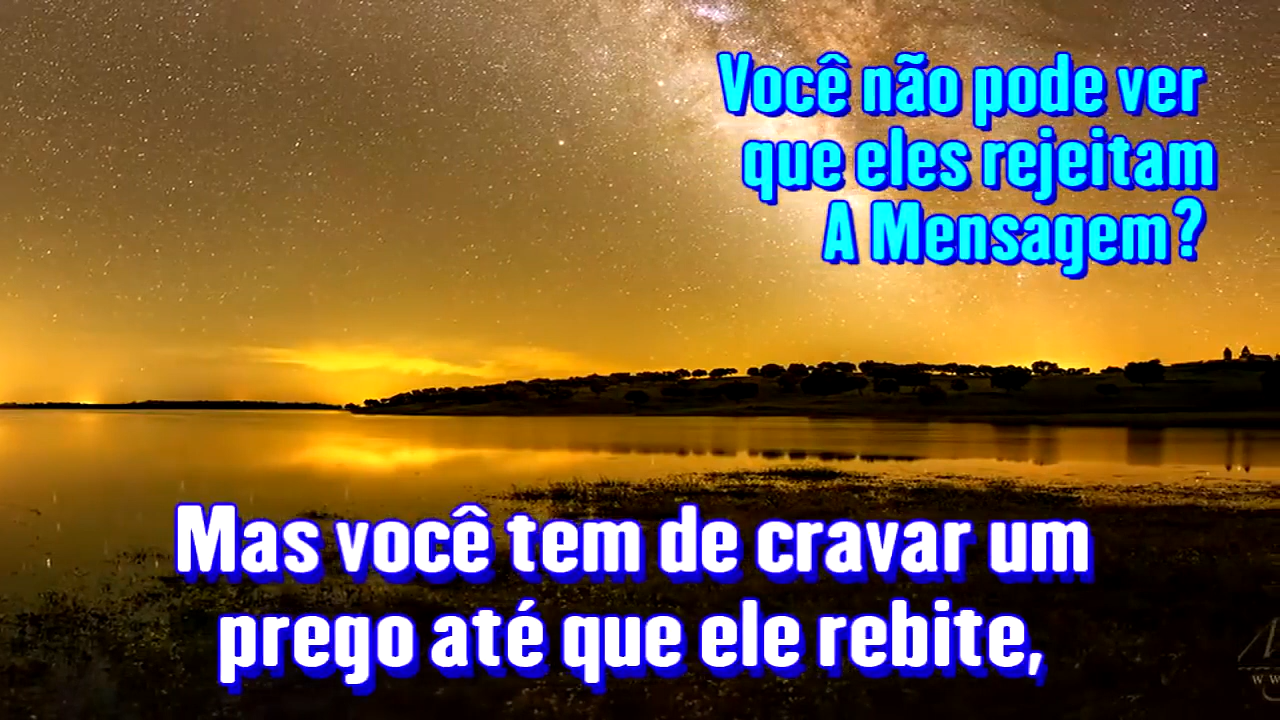 Você não pode ver
que eles rejeitam
A Mensagem?
Mas você tem de cravar um
prego até que ele rebite,